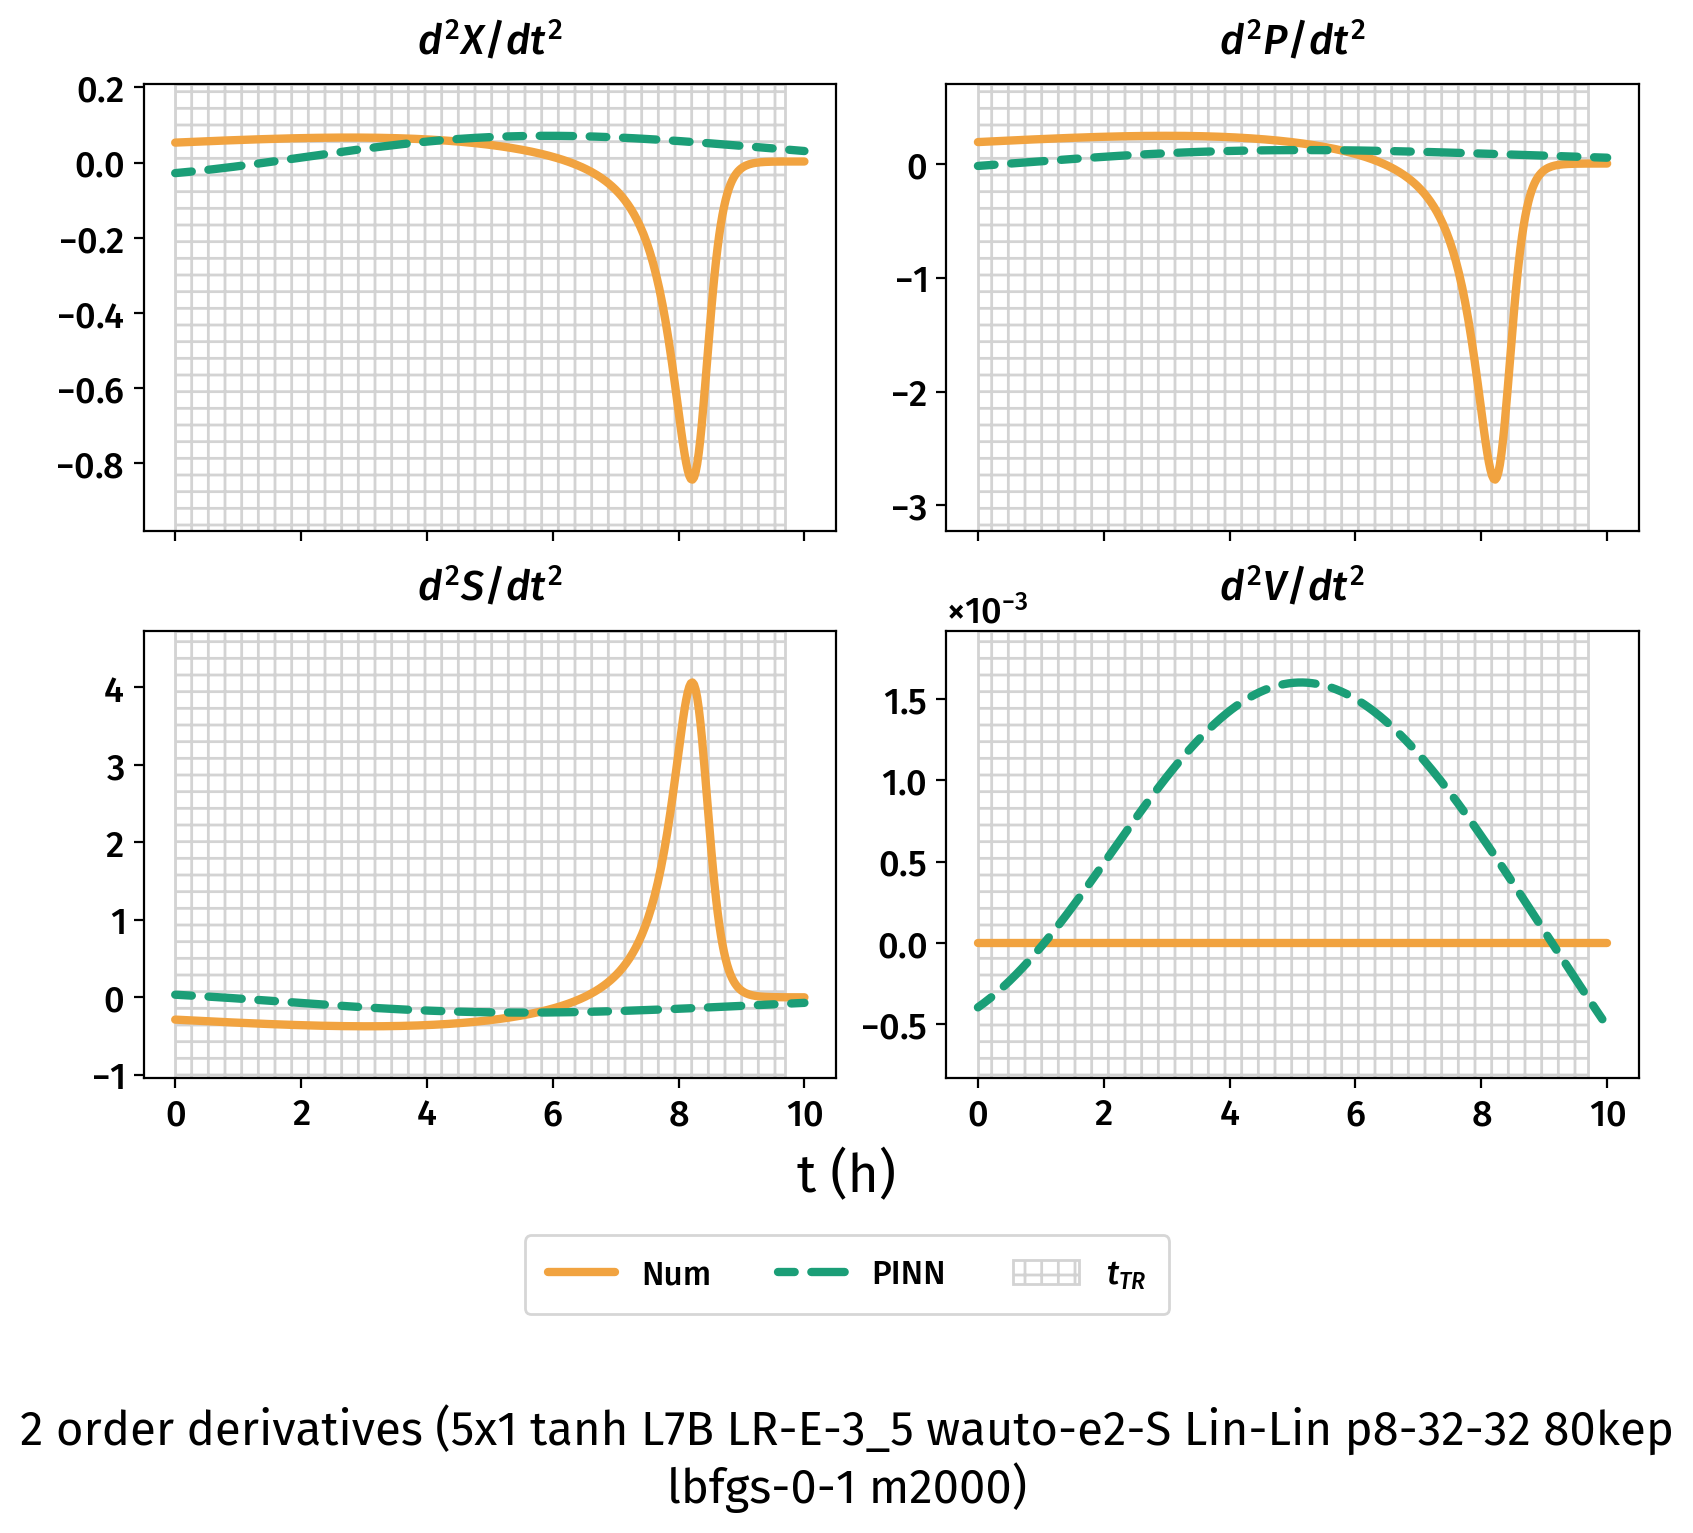 d²X/dt²
0.2
0.0
−0.2
−0.4
−0.6
−0.8
d²P/dt²
0
−1
−2
−3
d²S/dt²
4
3
2
1
0
−1
0 2 4 6 8 10
d²V/dt²
×10⁻³
1.5
1.0
0.5
0.0
−0.5
0 2 4 6 8 10
t (h)
Num PINN t_TR
2 order derivatives (5x1 tanh L7B LR-E-3_5 wauto-e2-S Lin-Lin p8-32-32 80kep
lbfgs-0-1 m2000)